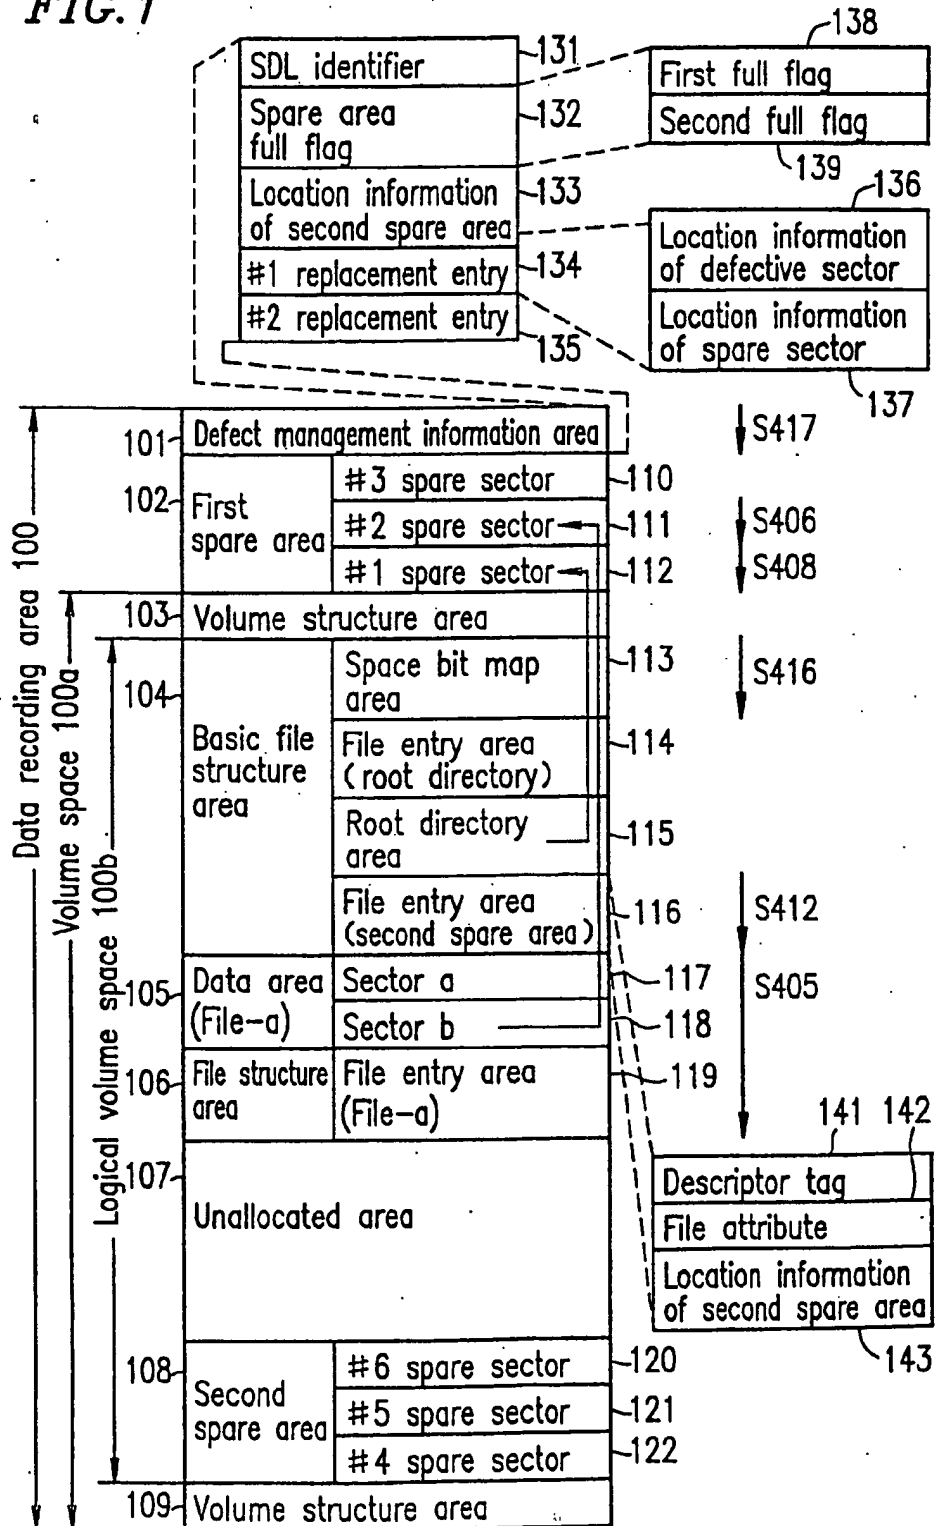 FIG. 1
138
SDL identifier
131
First full flag
Spare area
full flag
132
Second full flag
139
Location information
of second spare area
133
136
Location information
of defective sector
#1 replacement entry
134
Location information
of spare sector
#2 replacement entry
135
137
101
Defect management information area
S417
102
First
spare area
#3 spare sector
110
#2 spare sector
111
S406
#1 spare sector
112
S408
103
Volume structure area
104
Basic file
structure
area
Space bit map
area
113
S416
File entry area
(root directory)
114
Root directory
area
115
File entry area
(second spare area)
116
S412
105
Data area
(File-a)
Sector a
117
S405
Sector b
118
106
File structure
area
File entry area
(File-a)
119
107
Unallocated area
141
142
Descriptor tag
File attribute
Location information
of second spare area
143
108
Second
spare area
#6 spare sector
120
#5 spare sector
121
#4 spare sector
122
109
Volume structure area
Data recording area 100
Volume space 100a
Logical volume space 100b